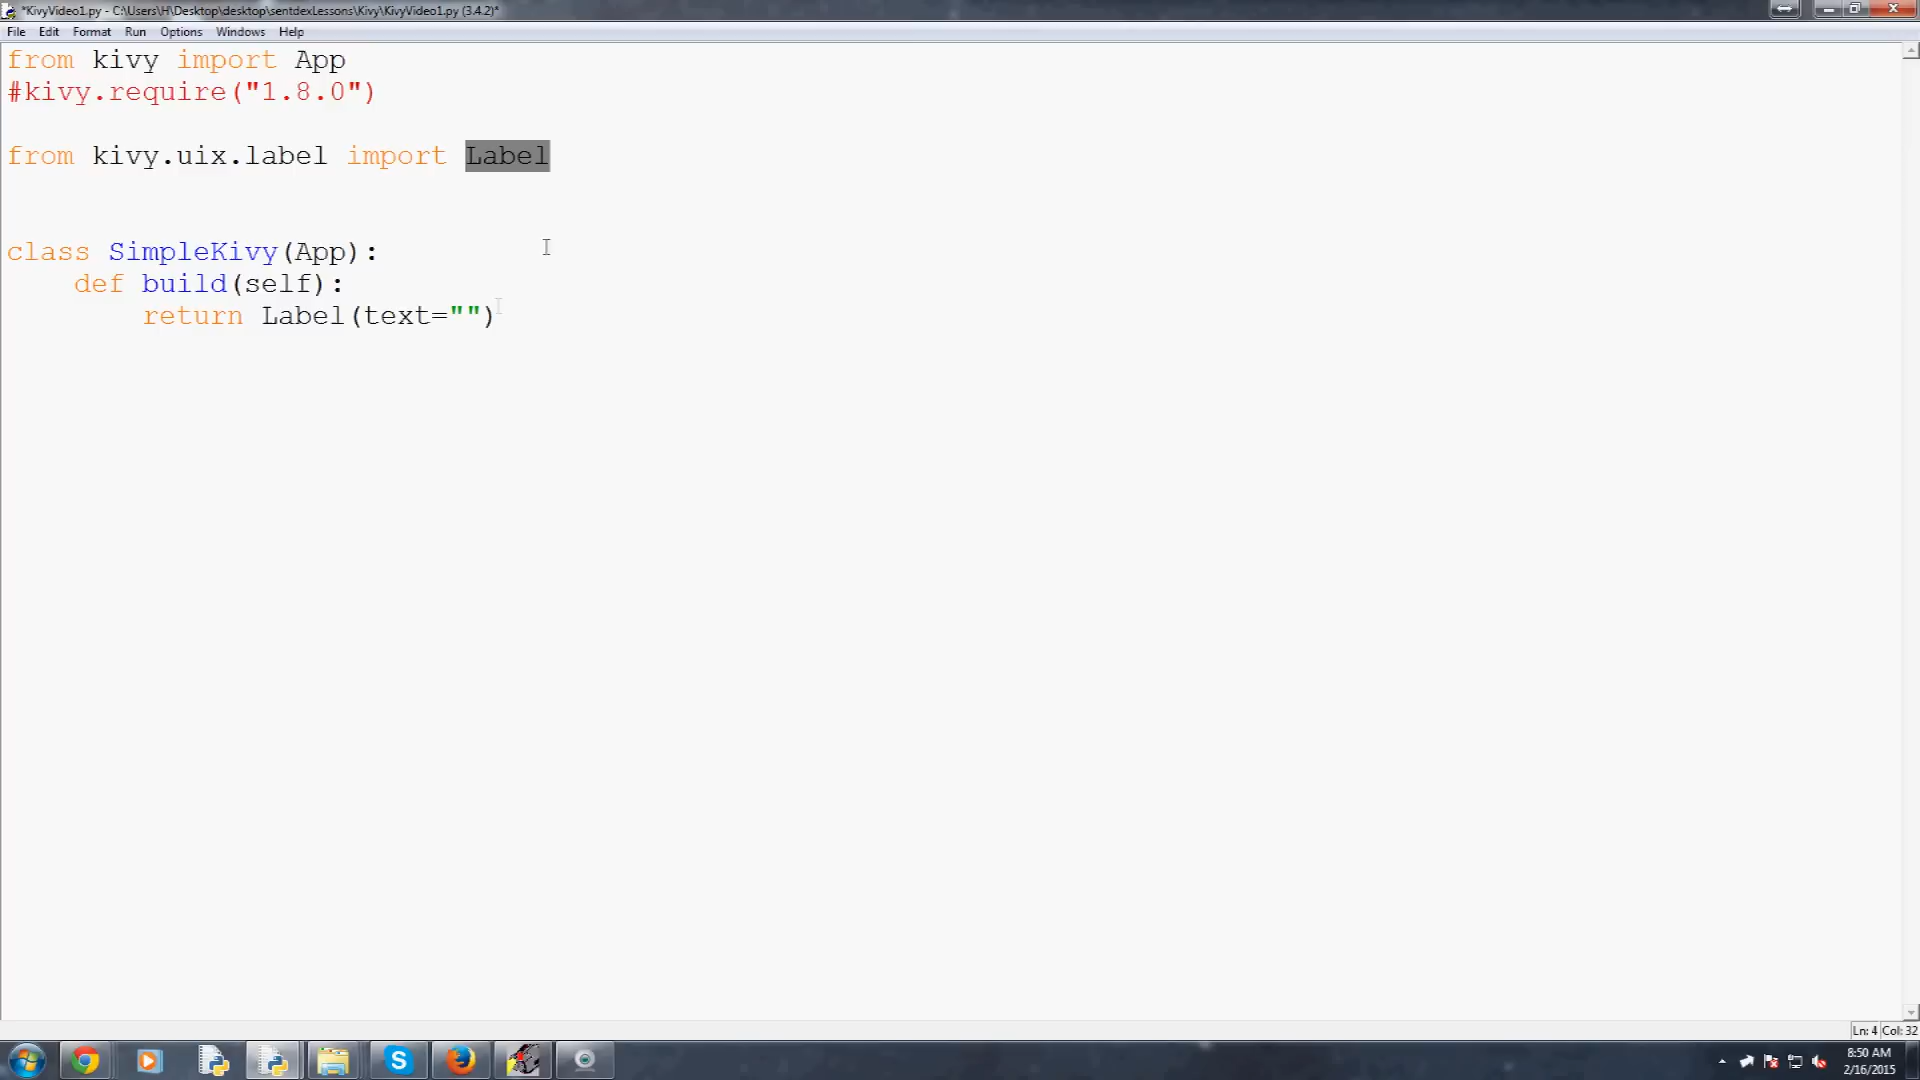 *KivyVideo1.py - C:\Users\H\Desktop\desktop\sentdexLessons\Kivy\KivyVideo1.py (3.4.2)*
File Edit Format Run Options Windows Help
from kivy import App
#kivy.require("1.8.0")
from kivy.uix.label import Label
class SimpleKivy(App):
def build(self):
return Label(text="")
Ln: 4 Col: 32
8:50 AM
2/16/2015